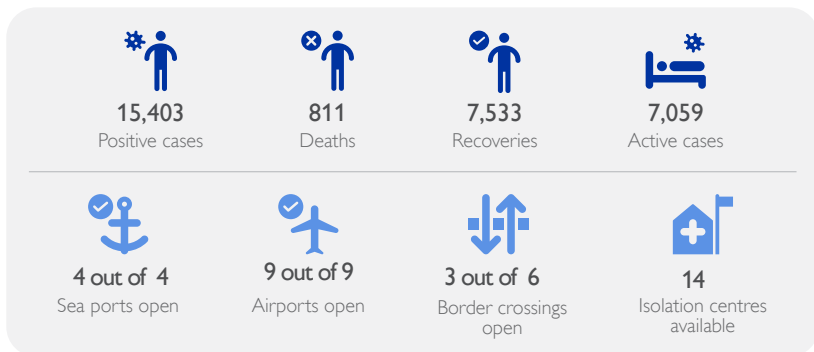 15,403
Positive cases
811
Deaths
7,533
Recoveries
7,059
Active cases
4 out of 4
Sea ports open
9 out of 9
Airports open
3 out of 6
Border crossings
open
14
Isolation centres
available